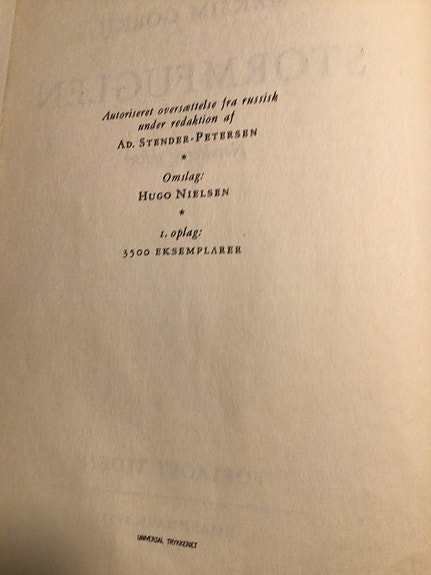 Autoriseret oversættelse fra russisk
under redaktion af
AD. STENDER-PETERSEN
*
Omslag:
HUGO NIELSEN
*
1. oplag:
3500 EKSEMPLARER
UNIVERSAL TRYKKERIET